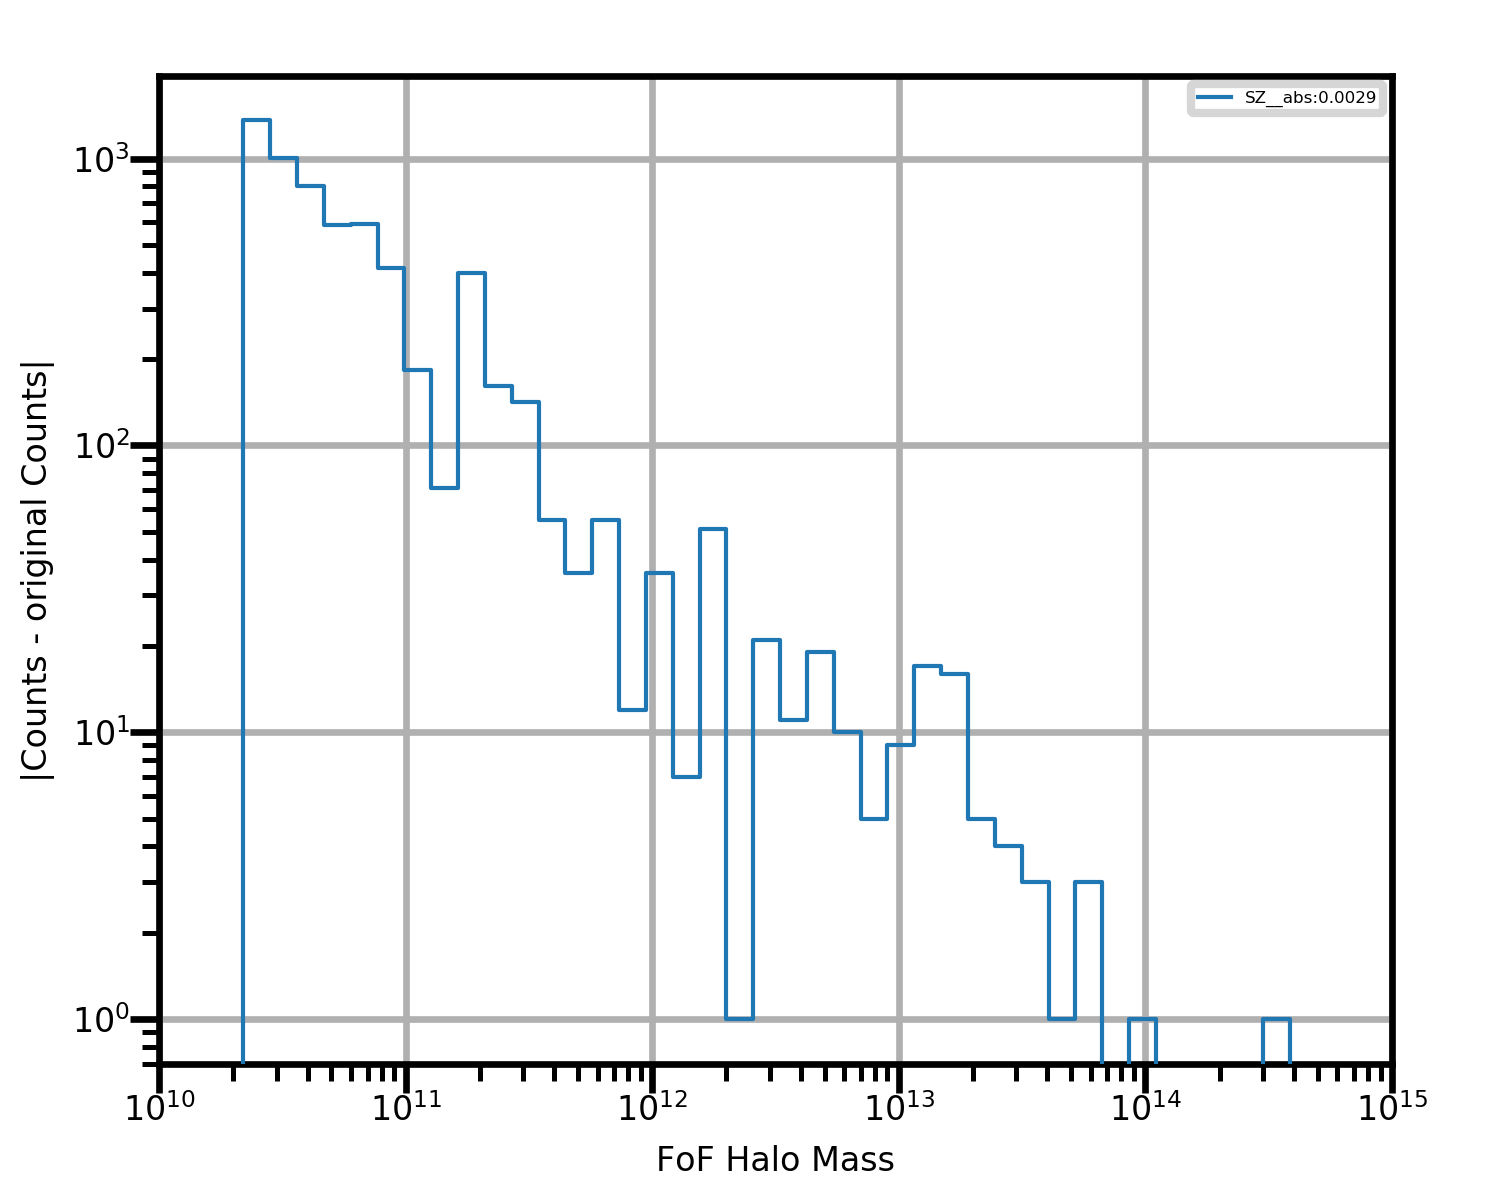 SZ__abs:0.0029
10³
10²
10¹
10⁰
|Counts - original Counts|
10¹⁰ 10¹¹ 10¹² 10¹³ 10¹⁴ 10¹⁵
FoF Halo Mass